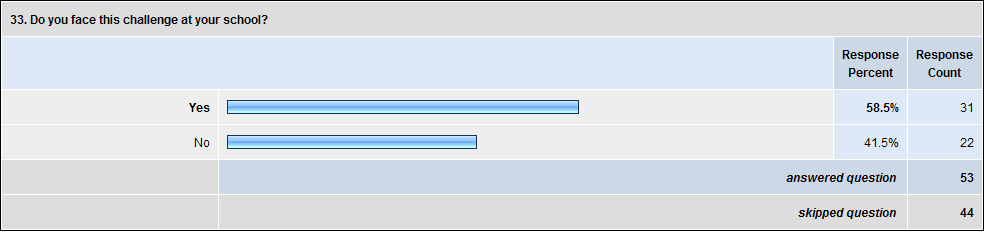 33. Do you face this challenge at your school?
Response Percent
Response Count
Yes 58.5% 31
No 41.5% 22
answered question 53
skipped question 44